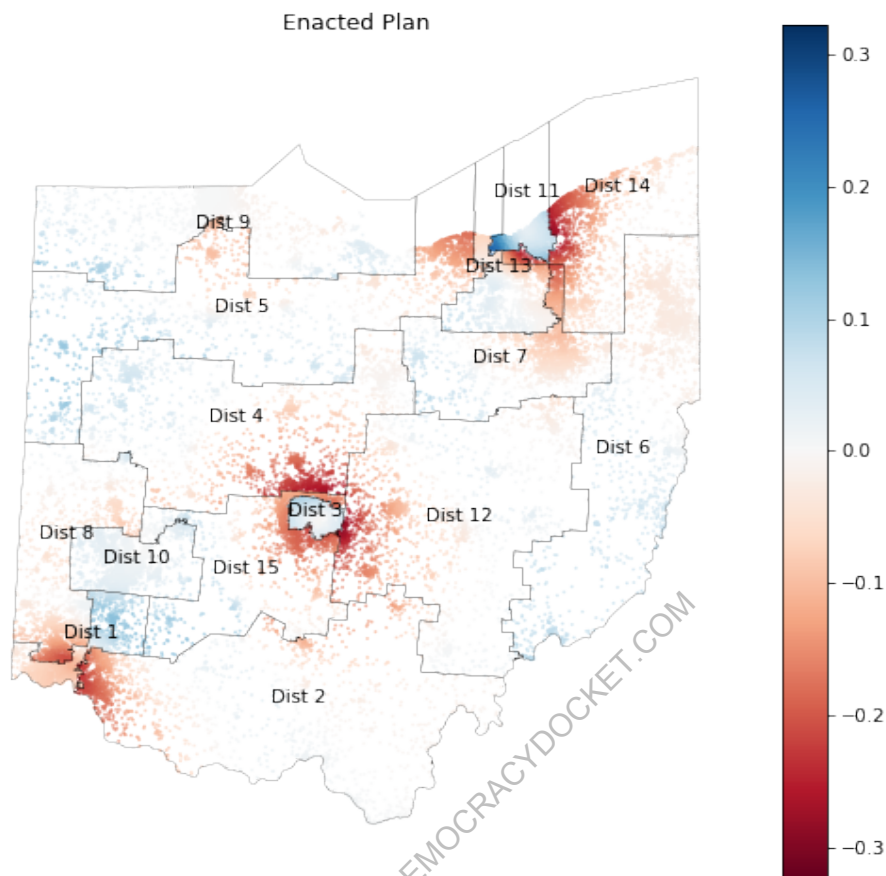 Enacted Plan
0.3
Dist 11
Dist 14
0.2
Dist 9
Dist 13
Dist 5
0.1
Dist 7
Dist 4
Dist 6
0.0
Dist 3
Dist 12
Dist 8
Dist 10
Dist 15
−0.1
Dist 1
Dist 2
−0.2
−0.3
EMOCRACYDOCKET.COM